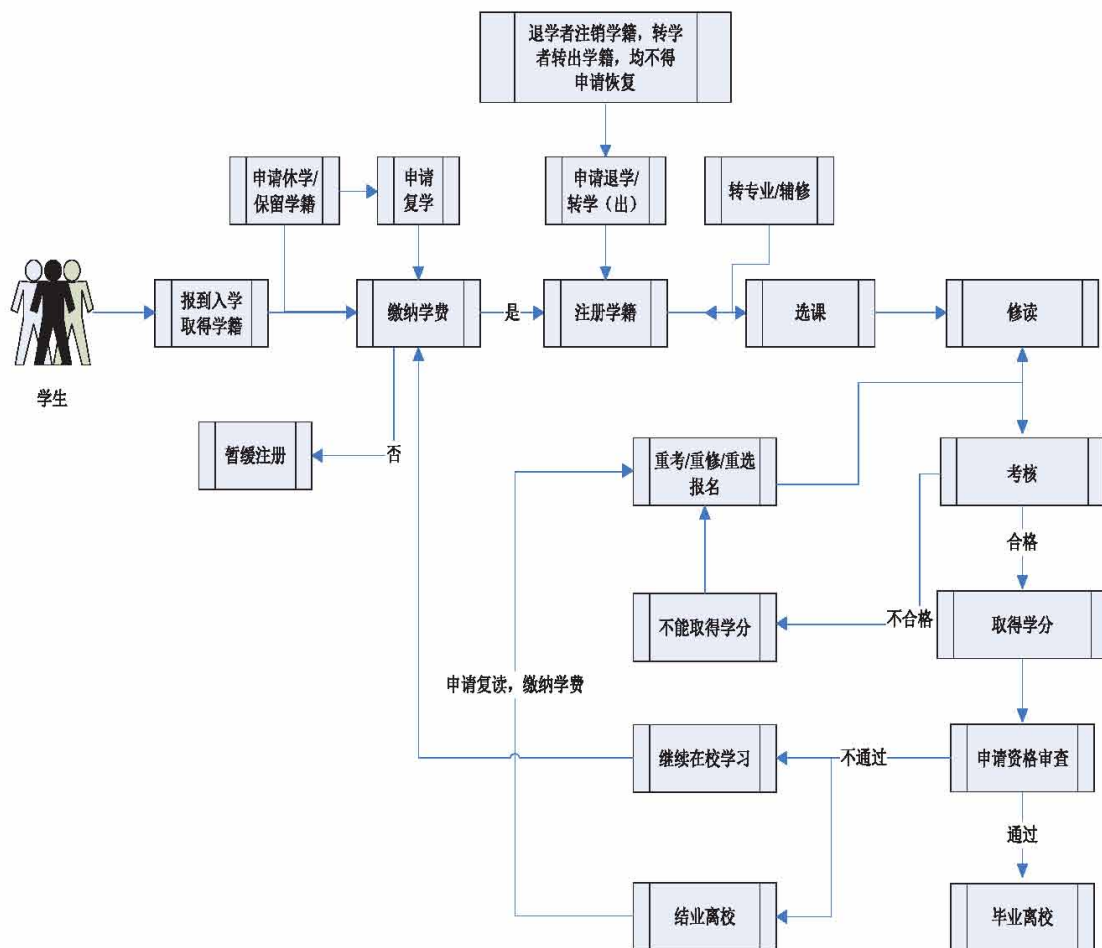 退学者注销学籍，转学
者转出学籍，均不得
申请恢复
申请休学/
保留学籍
申请
复学
申请退学/
转学（出）
转专业/辅修
报到入学
取得学籍
缴纳学费
是
注册学籍
选课
修读
学生
暂缓注册
否
重考/重修/重选
报名
考核
合格
不能取得学分
不合格
取得学分
申请复读，缴纳学费
继续在校学习
不通过
申请资格审查
通过
结业离校
毕业离校